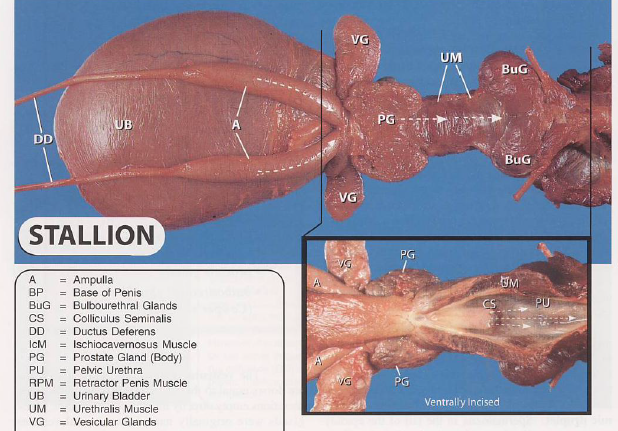 VG
UM
BuG
PG
UB
A
DD
BuG
VG
STALLION
A = Ampulla
BP = Base of Penis
BuG = Bulbourethral Glands
CS = Colliculus Seminalis
DD = Ductus Deferens
IcM = Ischiocavernosus Muscle
PG = Prostate Gland (Body)
PU = Pelvic Urethra
RPM = Retractor Penis Muscle
UB = Urinary Bladder
UM = Urethralis Muscle
VG = Vesicular Glands
PG
VG
UM
A
CS PU
A
VG
PG
Ventrally Incised